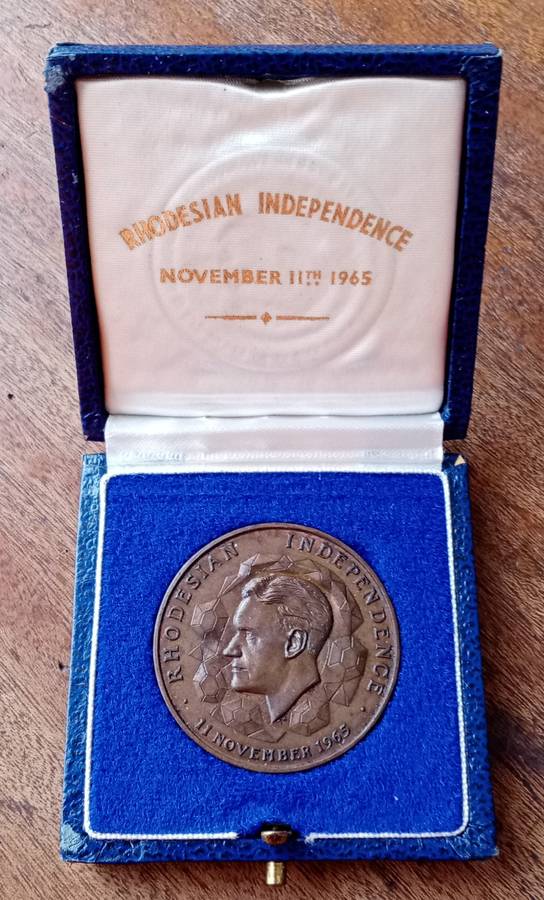 RHODESIAN INDEPENDENCE
NOVEMBER 11TH 1965
RHODESIAN INDEPENDENCE
11 NOVEMBER 1965